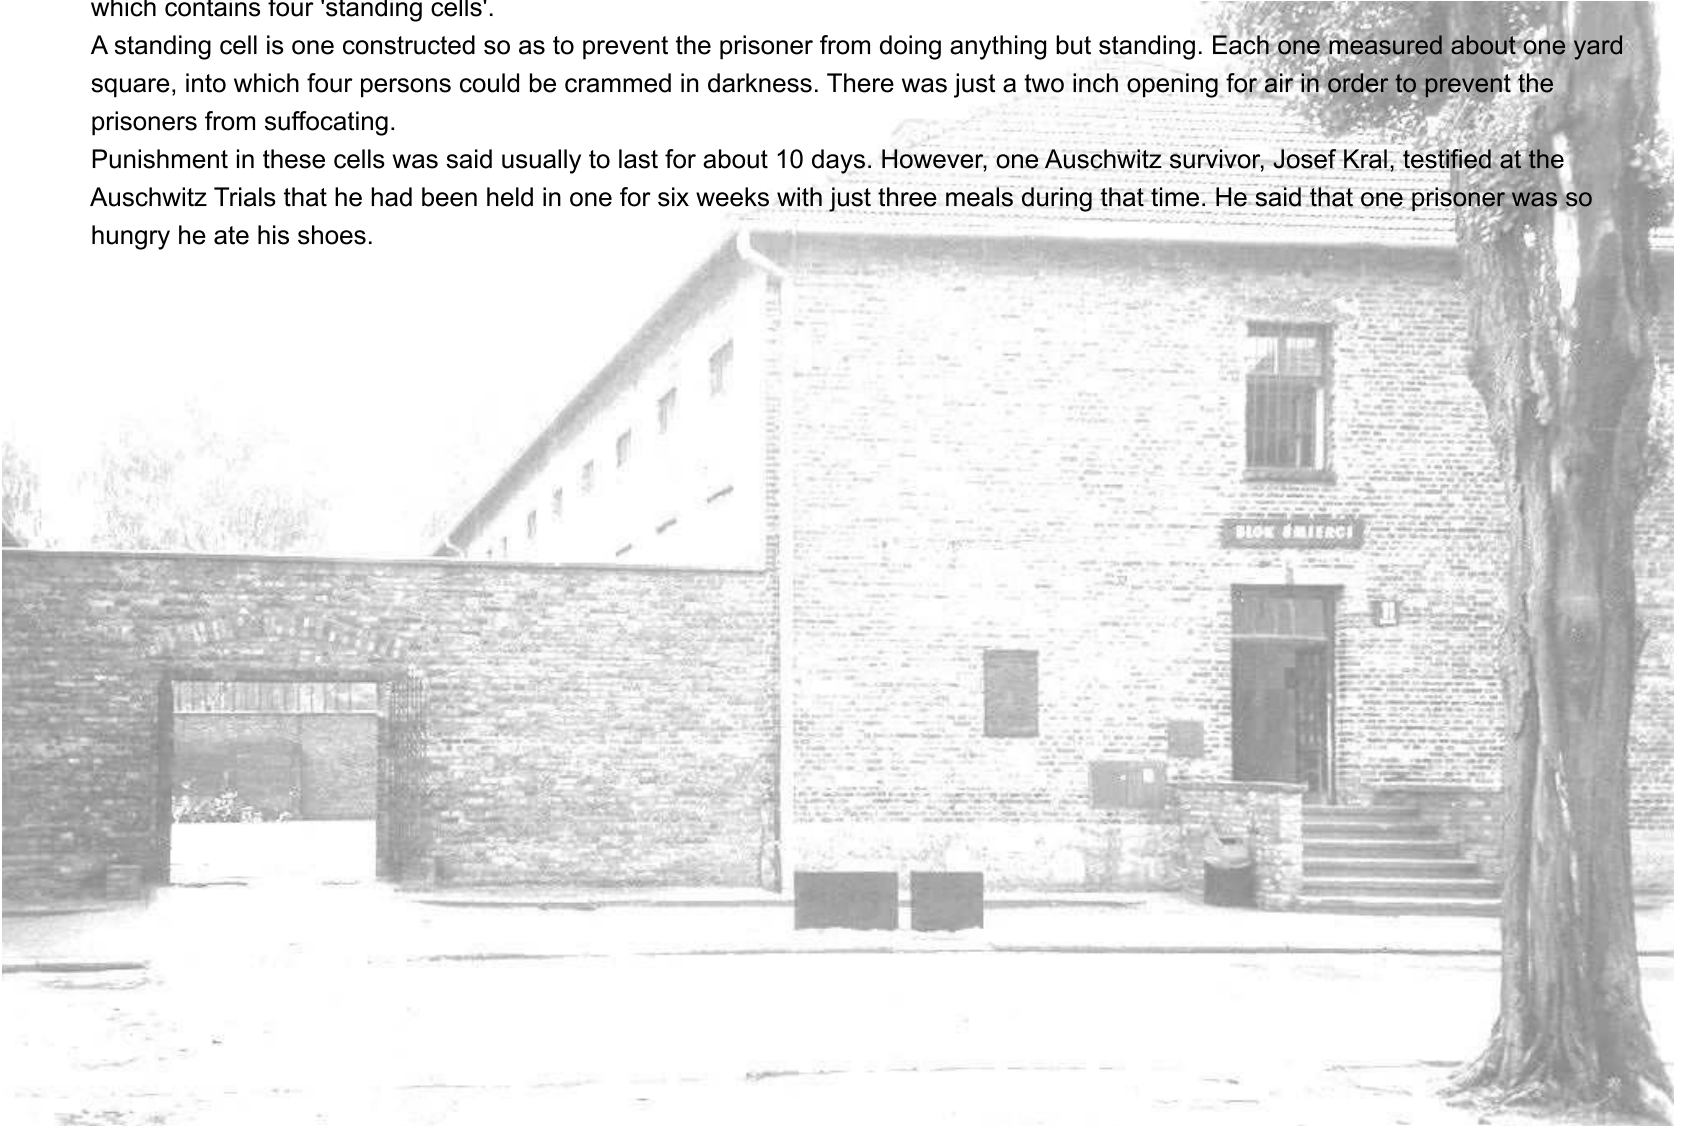 which contains four 'standing cells'.
A standing cell is one constructed so as to prevent the prisoner from doing anything but standing. Each one measured about one yard
square, into which four persons could be crammed in darkness. There was just a two inch opening for air in order to prevent the
prisoners from suffocating.
Punishment in these cells was said usually to last for about 10 days. However, one Auschwitz survivor, Josef Kral, testified at the
Auschwitz Trials that he had been held in one for six weeks with just three meals during that time. He said that one prisoner was so
hungry he ate his shoes.
BLOK ŚMIERCI
11